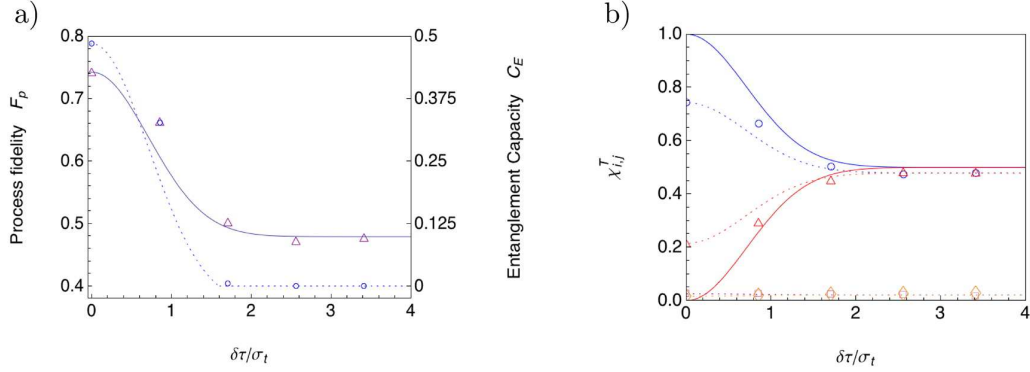 a)
0.8
0.7
0.6
0.5
0.4
Process fidelity F_p
0.5
0.375
0.25
0.125
0
Entanglement Capacity C_E
0 1 2 3 4
δτ/σ_t
b)
1.0
0.8
0.6
0.4
0.2
0.0
χ^T_{i,j}
0 1 2 3 4
δτ/σ_t